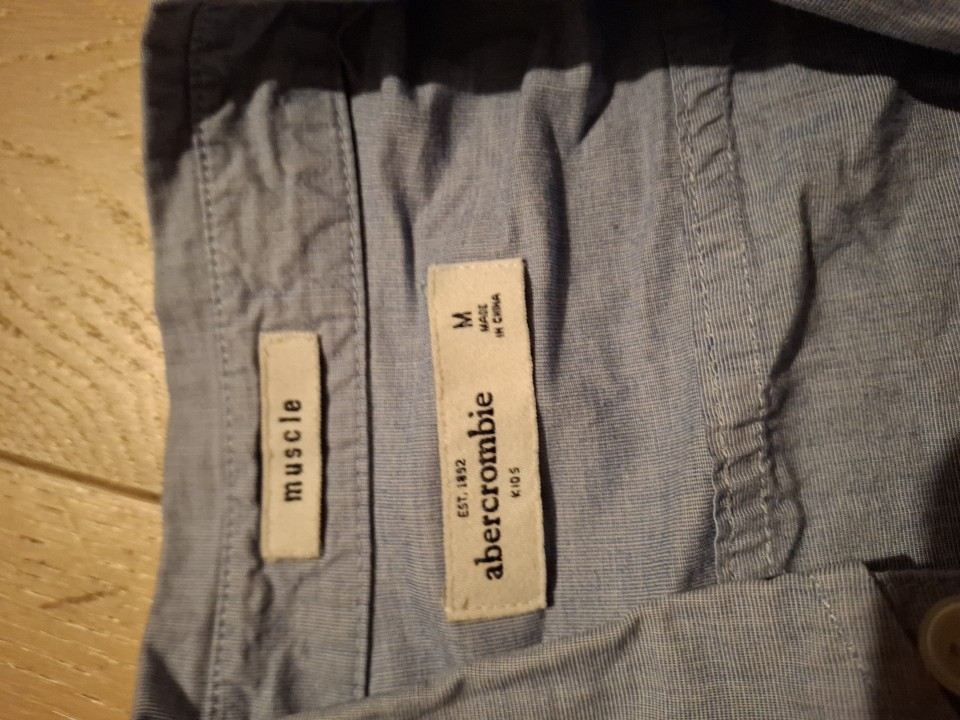 muscle
EST. 1892
abercrombie
KIDS
M
MADE
IN CHINA